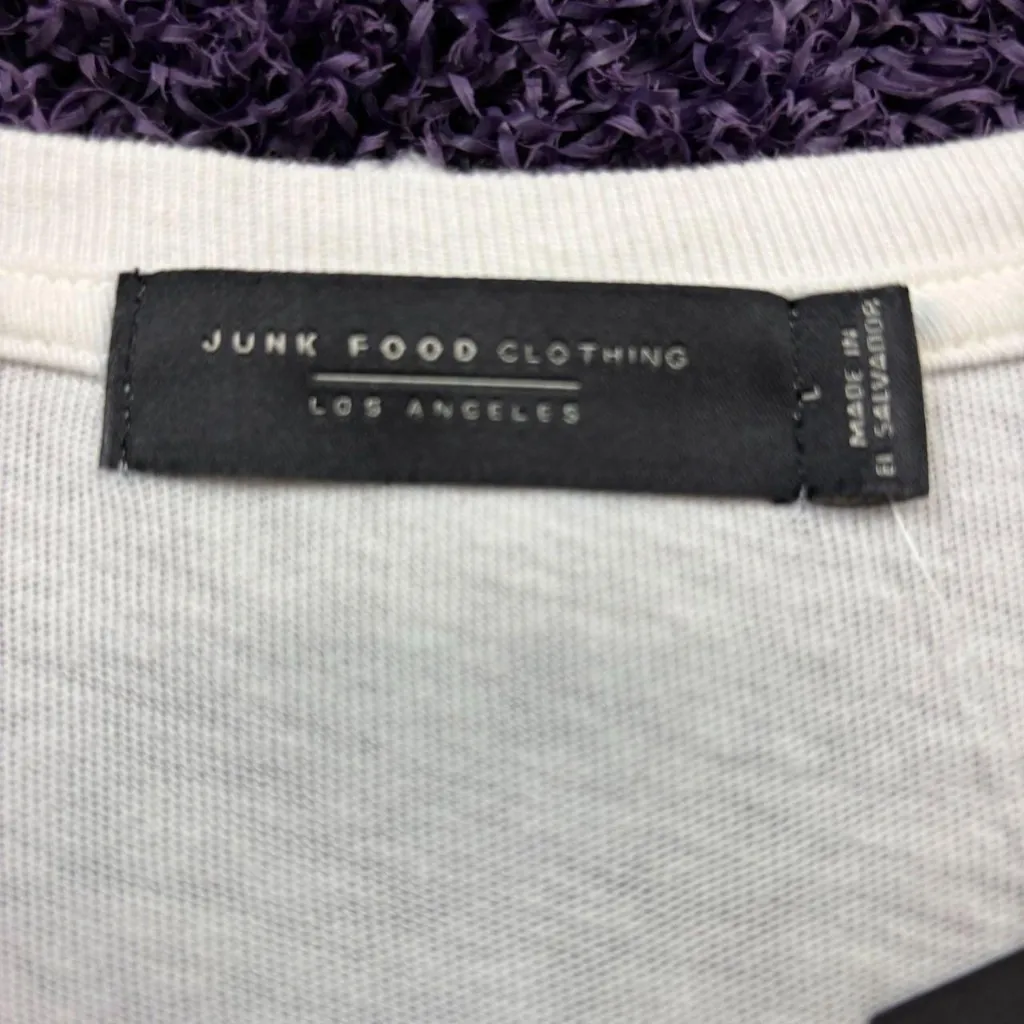 JUNK FOOD CLOTHING
LOS ANGELES
L
MADE IN
EL SALVADOR